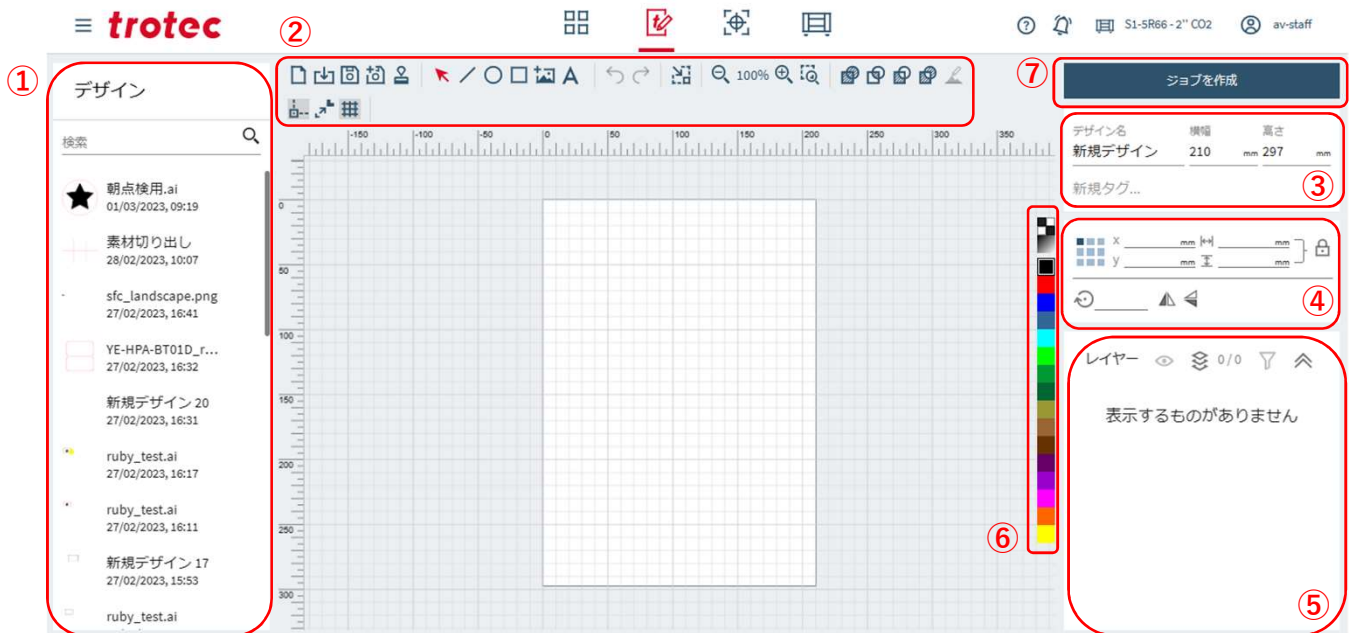 trotec
S1-5R66 - 2'' CO2
av-staff
①
②
⑦
デザイン
検索
朝点検用.ai
01/03/2023, 09:19
素材切り出し
28/02/2023, 10:07
sfc_landscape.png
27/02/2023, 16:41
YE-HPA-BT01D_r...
27/02/2023, 16:32
新規デザイン 20
27/02/2023, 16:31
ruby_test.ai
27/02/2023, 16:17
ruby_test.ai
27/02/2023, 16:11
新規デザイン 17
27/02/2023, 15:53
ruby_test.ai
A
100%
-150 -100 -50 0 50 100 150 200 250 300 350
0
50
100
150
200
250
300
⑥
ジョブを作成
デザイン名 横幅 高さ
新規デザイン 210 mm 297 mm
新規タグ...
③
x mm mm
y mm mm
④
レイヤー 0/0
表示するものがありません
⑤